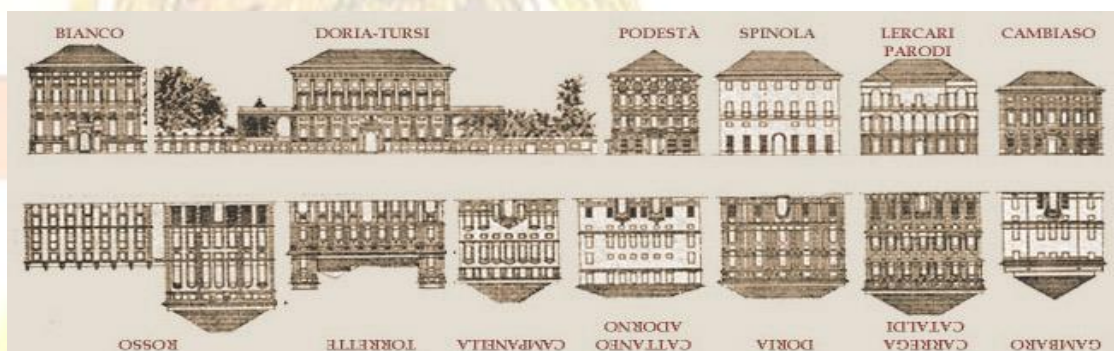 BIANCO
DORIA-TURSI
PODESTÀ
SPINOLA
LERCARI
PARODI
CAMBIASO
ROSSO
TORRETTE
CAMPANELLA
CATTANEO
ADORNO
DORIA
CARREGA
CATALDI
GAMBARO